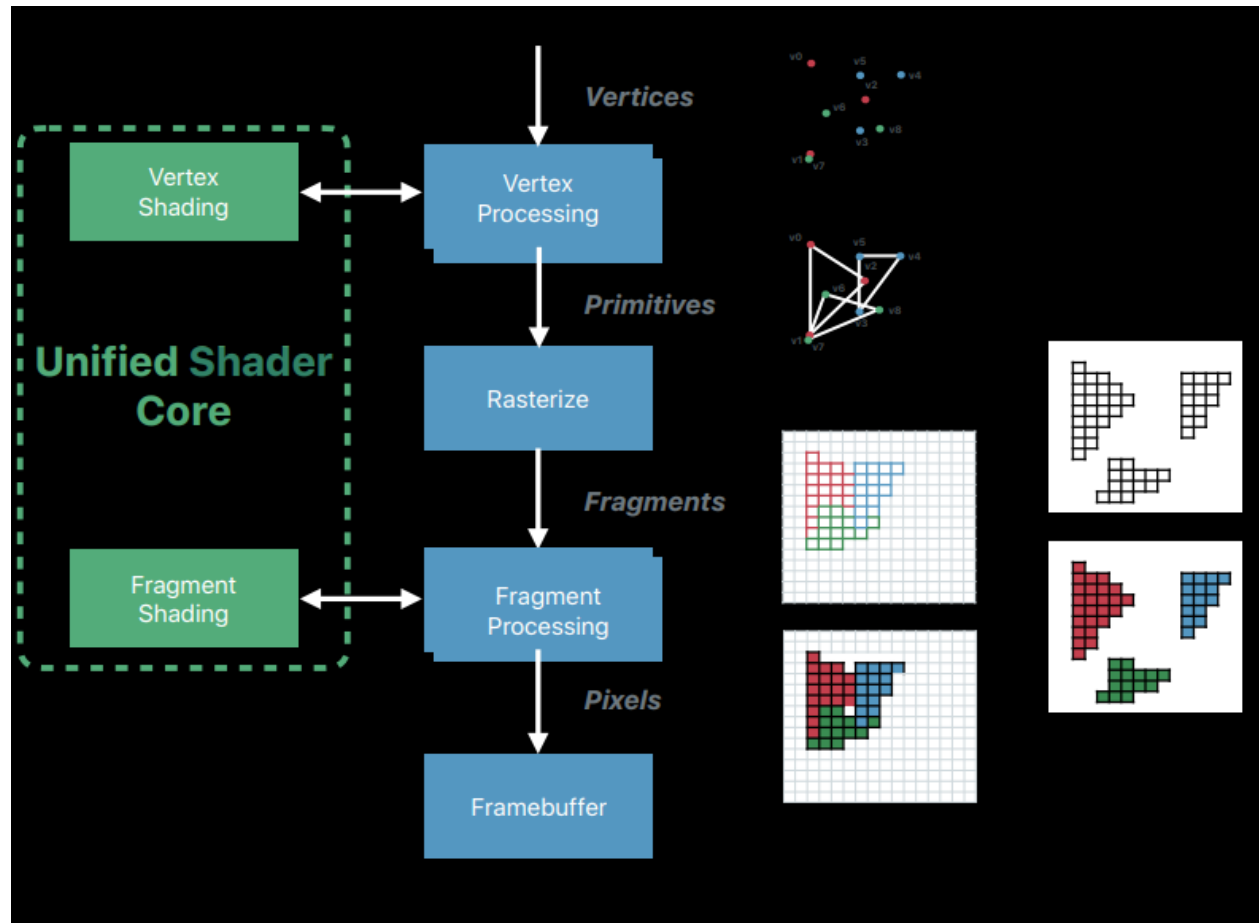 Vertices
Vertex
Shading
Vertex
Processing
Primitives
Unified Shader
Core
Rasterize
Fragments
Fragment
Shading
Fragment
Processing
Pixels
Framebuffer
v0
v5
v4
v2
v6
v8
v3
v1
v7
v0
v5
v4
v2
v6
v8
v3
v1
v7